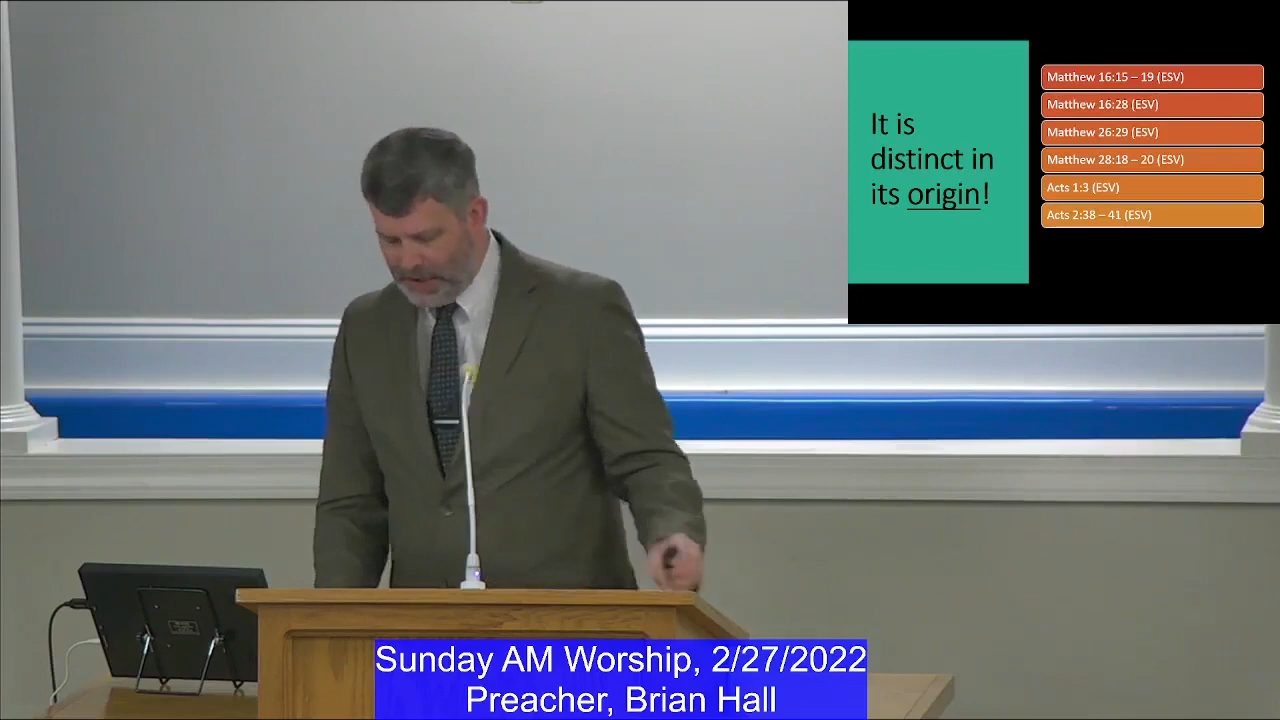 It is
distinct in
its origin!
Matthew 16:15 – 19 (ESV)
Matthew 16:28 (ESV)
Matthew 26:29 (ESV)
Matthew 28:18 – 20 (ESV)
Acts 1:3 (ESV)
Acts 2:38 – 41 (ESV)
Sunday AM Worship, 2/27/2022
Preacher, Brian Hall